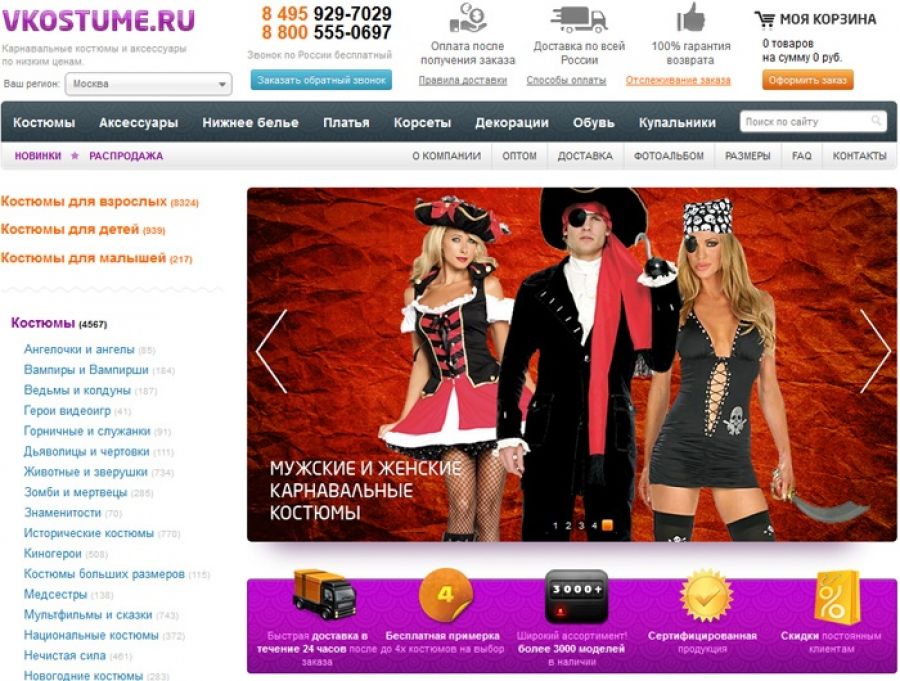 VKOSTUME.RU
Карнавальные костюмы и аксессуары
по низким ценам.
Ваш регион: Москва
8 495 929-7029
8 800 555-0697
Звонок по России бесплатный
Заказать обратный звонок
Оплата после
получения заказа
Правила доставки
Доставка по всей
России
Способы оплаты
100% гарантия
возврата
Отслеживание заказа
МОЯ КОРЗИНА
0 товаров
на сумму 0 руб.
Оформить заказ
Костюмы Аксессуары Нижнее белье Платья Корсеты Декорации Обувь Купальники Поиск по сайту
НОВИНКИ РАСПРОДАЖА О КОМПАНИИ ОПТОМ ДОСТАВКА ФОТОАЛЬБОМ РАЗМЕРЫ FAQ КОНТАКТЫ
Костюмы для взрослых (8324)
Костюмы для детей (939)
Костюмы для малышей (217)
Костюмы (4567)
Ангелочки и ангелы (85)
Вампиры и Вампирши (184)
Ведьмы и колдуны (187)
Герои видеоигр (41)
Горничные и служанки (91)
Дьяволицы и чертовки (111)
Животные и зверушки (734)
Зомби и мертвецы (285)
Знаменитости (70)
Исторические костюмы (770)
Киногерои (508)
Костюмы больших размеров (115)
Медсестры (138)
Мультфильмы и сказки (743)
Национальные костюмы (372)
Нечистая сила (461)
Новогодние костюмы (283)
МУЖСКИЕ И ЖЕНСКИЕ
КАРНАВАЛЬНЫЕ
КОСТЮМЫ
1 2 3 4
Быстрая доставка в
течение 24 часов после
заказа
4
Бесплатная примерка
до 4х костюмов на выбор
3000+
Широкий ассортимент!
более 3000 моделей
в наличии
Сертифицированная
продукция
%
Скидки постоянным
клиентам